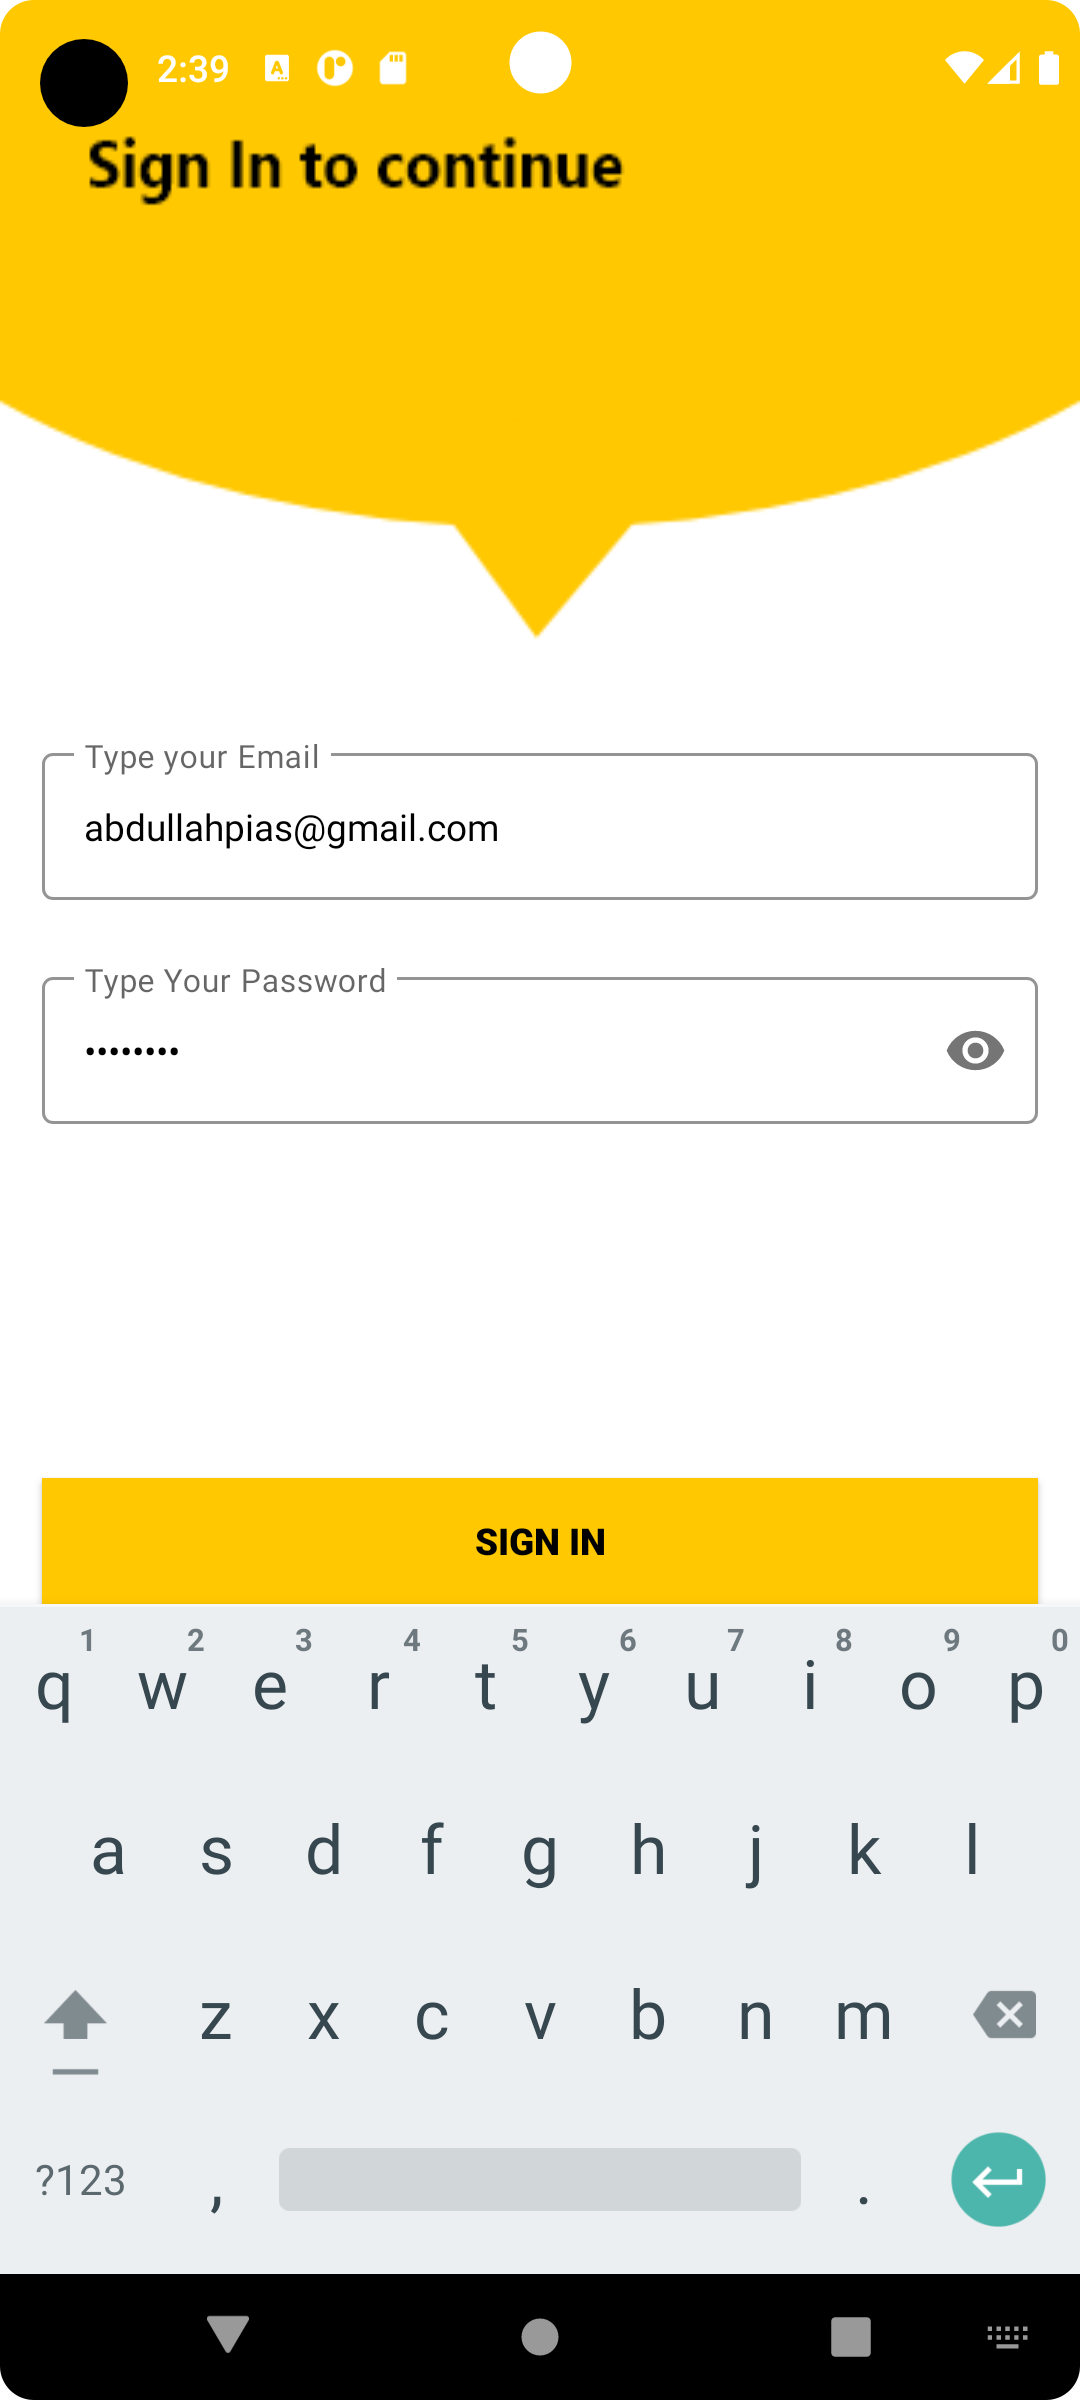 2:39
Sign In to continue
Type your Email
abdullahpias@gmail.com
Type Your Password
••••••••
SIGN IN
1 2 3 4 5 6 7 8 9 0
q w e r t y u i o p
a s d f g h j k l
z x c v b n m
?123 , .